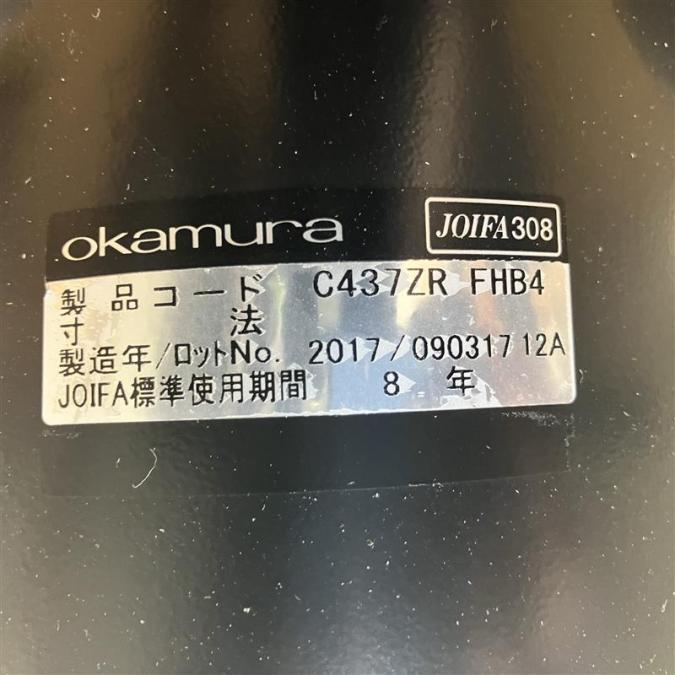 okamura
JOIFA308
製品コード C437ZR FHB4
寸法
製造年/ロットNo. 2017/09031712A
JOIFA標準使用期間 8 年